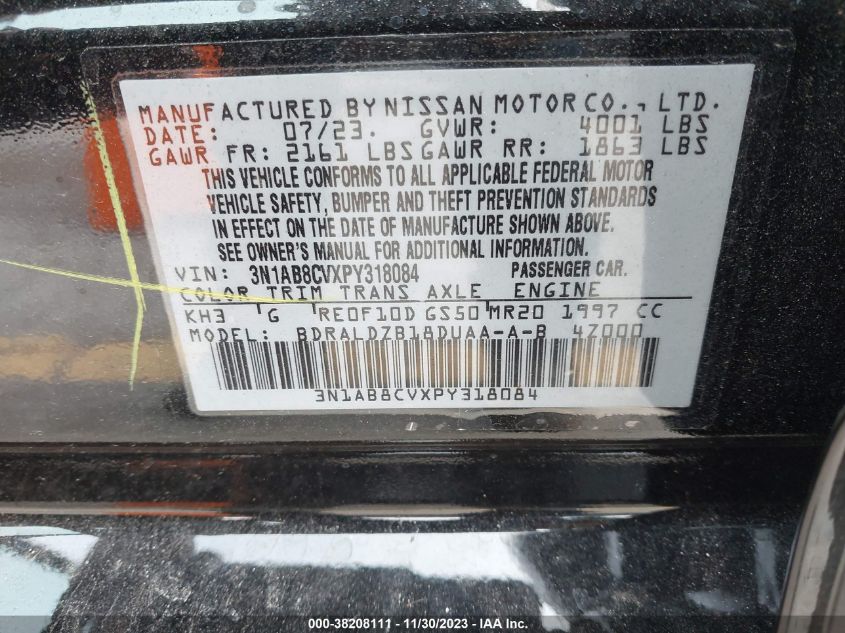 MANUFACTURED BY NISSAN MOTOR CO., LTD.
DATE: 07/23. GVWR: 4001 LBS
GAWR FR: 2161 LBS GAWR RR: 1863 LBS
THIS VEHICLE CONFORMS TO ALL APPLICABLE FEDERAL MOTOR
VEHICLE SAFETY, BUMPER AND THEFT PREVENTION STANDARDS
IN EFFECT ON THE DATE OF MANUFACTURE SHOWN ABOVE.
SEE OWNER'S MANUAL FOR ADDITIONAL INFORMATION.
VIN: 3N1AB8CVXPY318084 PASSENGER CAR.
COLOR TRIM TRANS AXLE ENGINE
KH3 G RE0F10D GS50 MR20 1997 CC
MODEL: BDRALDZB18DUAA-A-B 4Z000
3N1AB8CVXPY318084
000-38208111 - 11/30/2023 - IAA Inc.